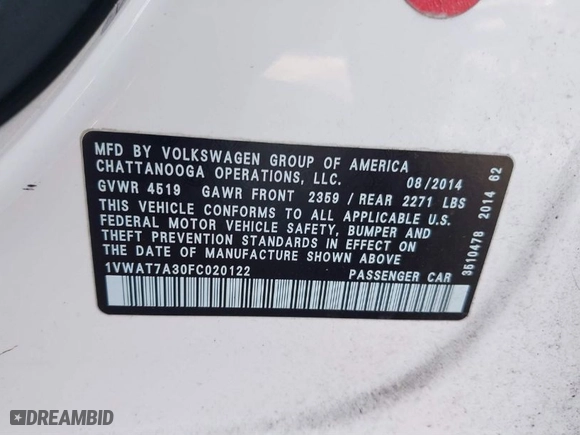 MFD BY VOLKSWAGEN GROUP OF AMERICA
CHATTANOOGA OPERATIONS, LLC. 08/2014
GVWR 4519 GAWR FRONT 2359 / REAR 2271 LBS
THIS VEHICLE CONFORMS TO ALL APPLICABLE U.S.
FEDERAL MOTOR VEHICLE SAFETY, BUMPER AND
THEFT PREVENTION STANDARDS IN EFFECT ON
THE DATE OF MANUFACTURE SHOWN ABOVE
1VWAT7A30FC020122 PASSENGER CAR
3510478 2014 62
DREAMBID